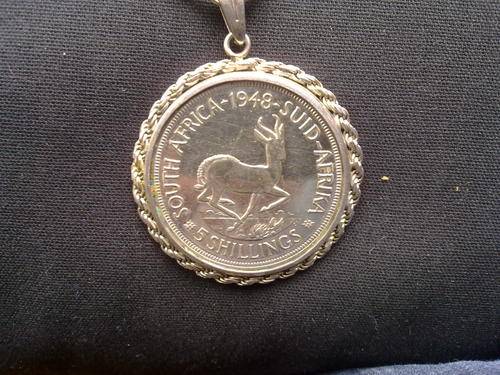 SOUTH AFRICA-1948-SUID-AFRIKA
5 SHILLINGS